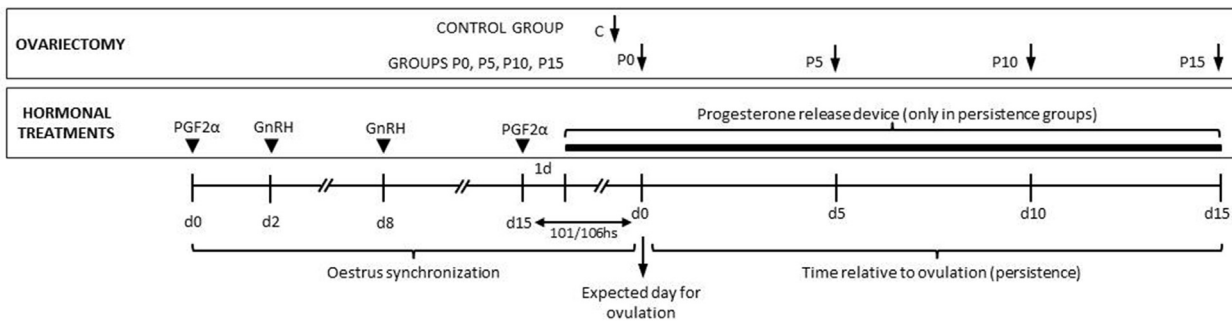 CONTROL GROUP C
OVARIECTOMY
GROUPS P0, P5, P10, P15 P0 P5 P10 P15
HORMONAL
TREATMENTS
Progesterone release device (only in persistence groups)
PGF2α GnRH GnRH PGF2α
1d
d0 d2 d8 d15 d0 d5 d10 d15
101/106hs
Oestrus synchronization Time relative to ovulation (persistence)
Expected day for
ovulation